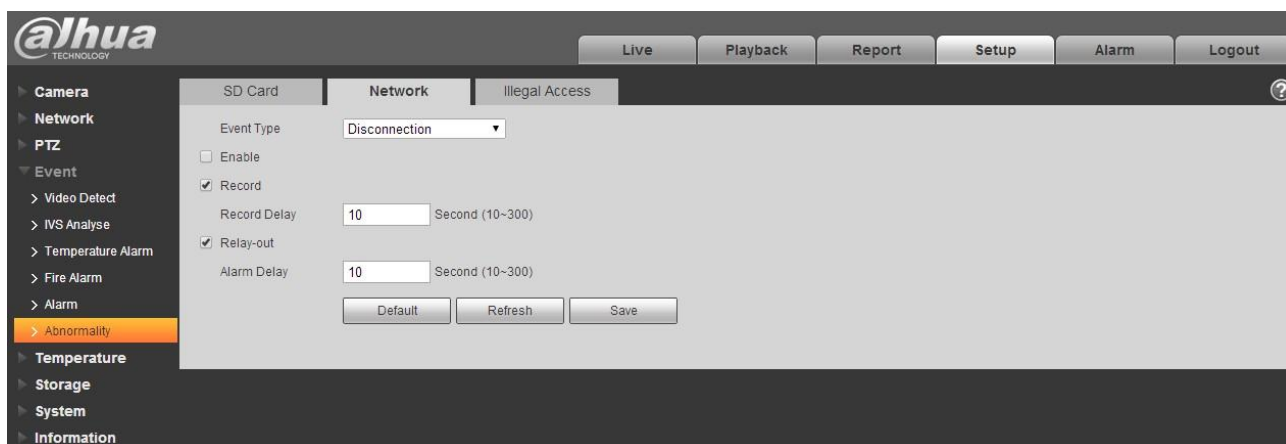 alhua
TECHNOLOGY
Live Playback Report Setup Alarm Logout
Camera
Network
PTZ
Event
> Video Detect
> IVS Analyse
> Temperature Alarm
> Fire Alarm
> Alarm
> Abnormality
Temperature
Storage
System
Information
SD Card Network Illegal Access ?
Event Type Disconnection
Enable
Record
Record Delay 10 Second (10~300)
Relay-out
Alarm Delay 10 Second (10~300)
Default Refresh Save